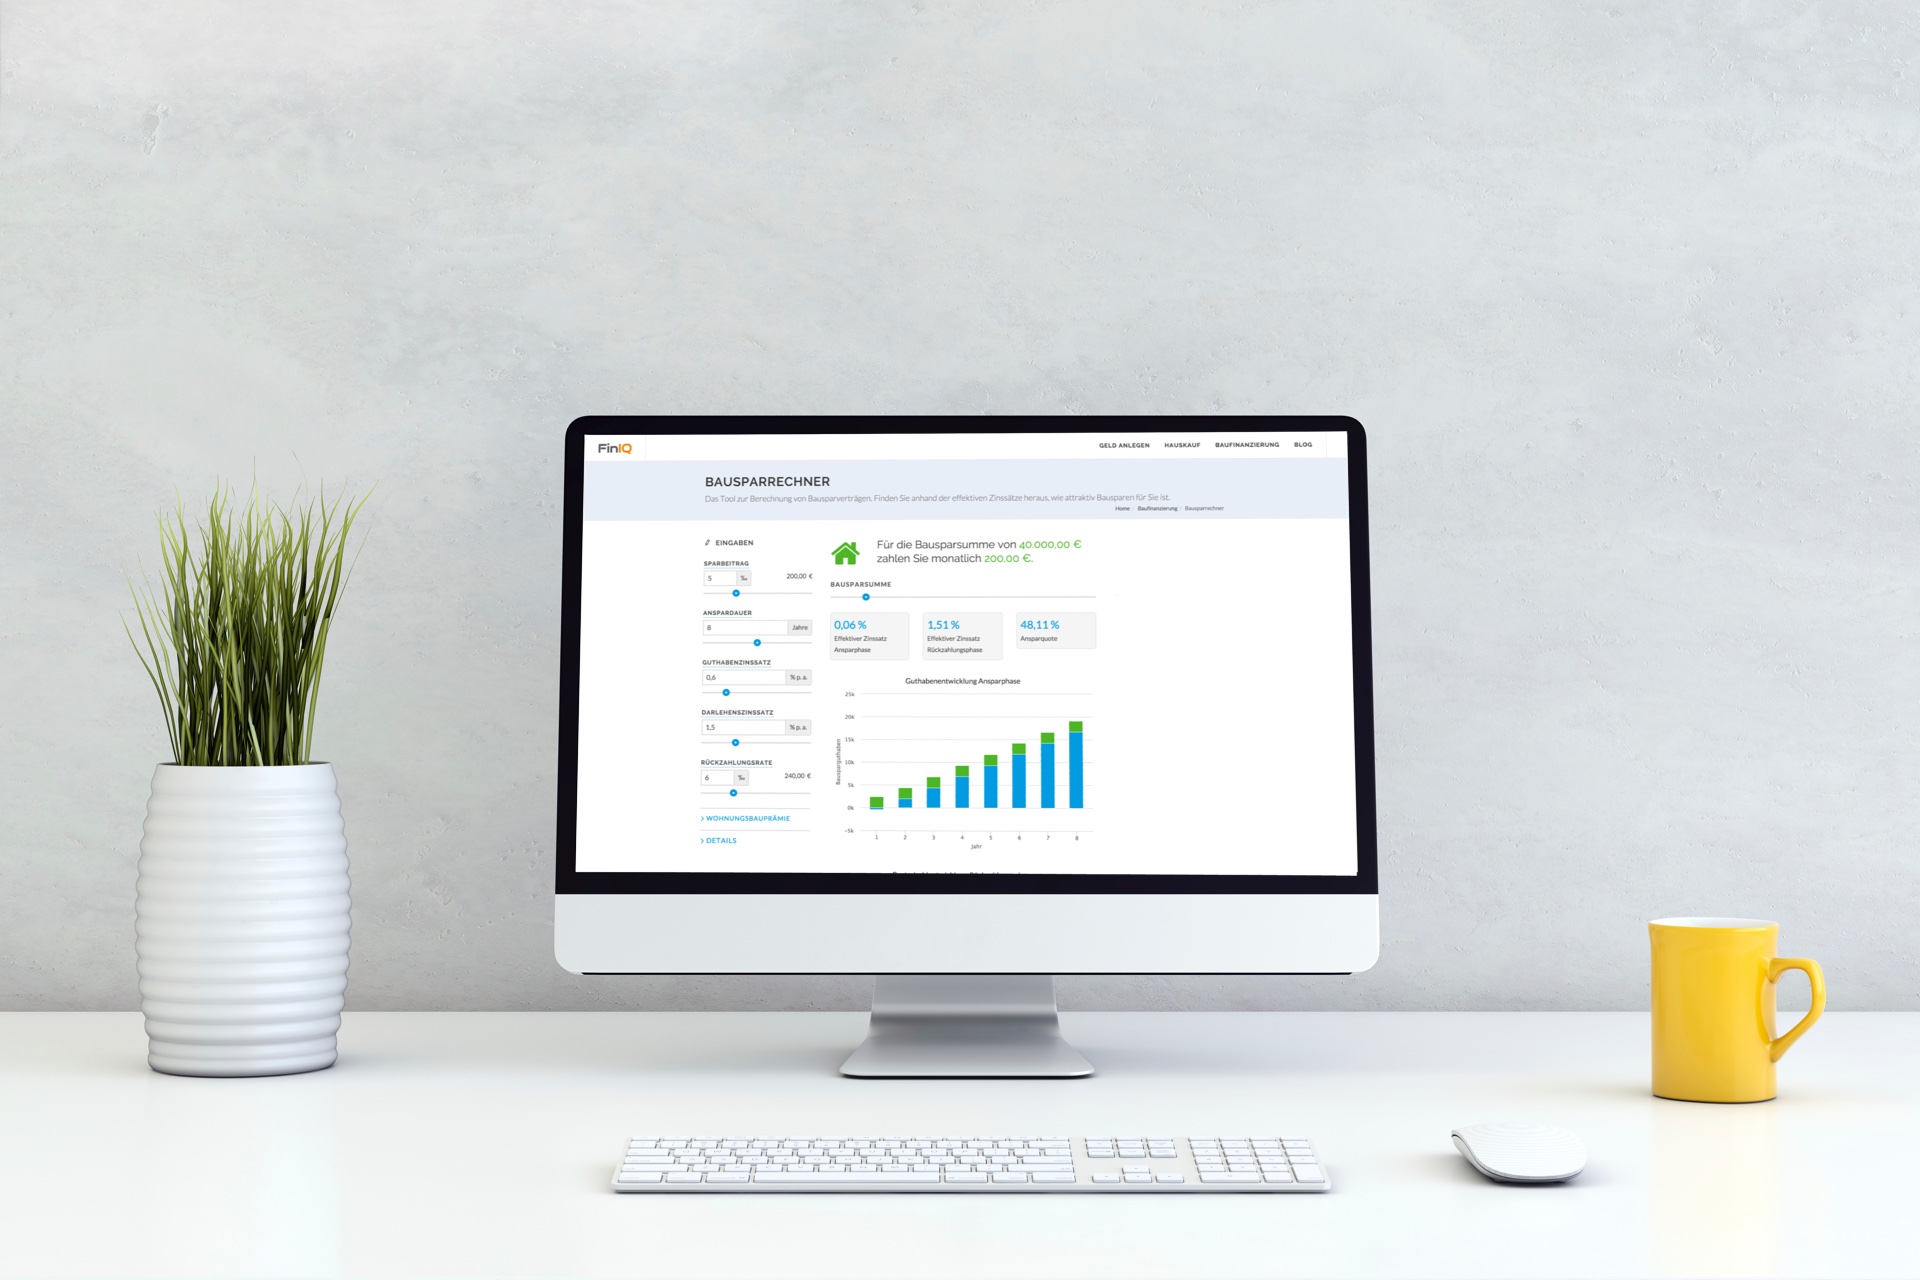 FinIQ
GELD ANLEGEN HAUSKAUF BAUFINANZIERUNG BLOG
BAUSPARRECHNER
Das Tool zur Berechnung von Bausparverträgen. Finden Sie anhand der effektiven Zinssätze heraus, wie attraktiv Bausparen für Sie ist.
Home / Baufinanzierung / Bausparrechner
EINGABEN
SPARBEITRAG
5 ‰ 200,00 €
ANSPARDAUER
8 Jahre
GUTHABENZINSSATZ
0,6 % p.a.
DARLEHENSZINSSATZ
1,5 % p.a.
RÜCKZAHLUNGSRATE
6 ‰ 240,00 €
> WOHNUNGSBAUPRÄMIE
> DETAILS
Für die Bausparsumme von 40.000,00 €
zahlen Sie monatlich 200,00 €.
BAUSPARSUMME
0,06 %
Effektiver Zinssatz
Ansparphase
1,51 %
Effektiver Zinssatz
Rückzahlungsphase
48,11 %
Ansparquote
Guthabenentwicklung Ansparphase
Bausparguthaben
25k
20k
15k
10k
5k
0k
-5k
1 2 3 4 5 6 7 8
Jahr